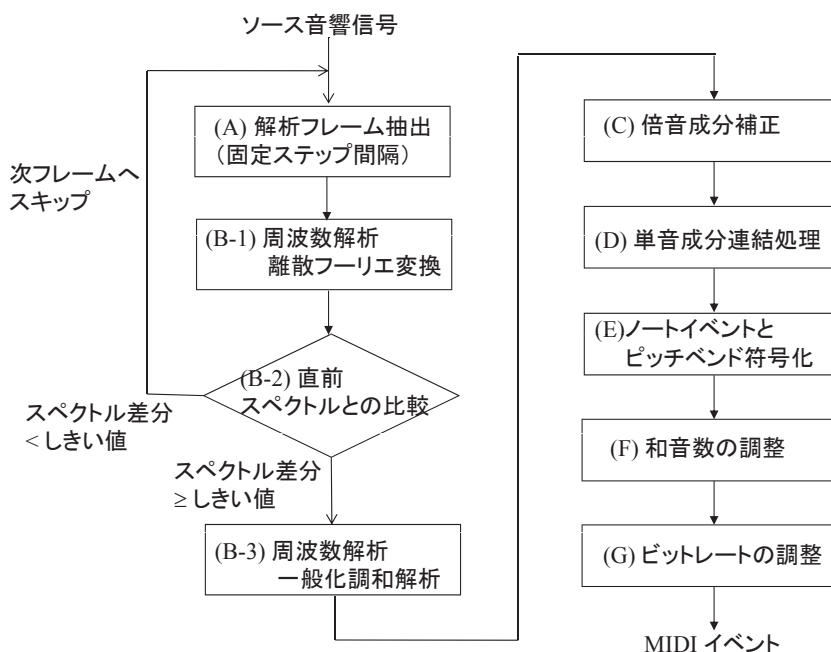 ソース音響信号
(A) 解析フレーム抽出
（固定ステップ間隔）
次フレームへ
スキップ
(B-1) 周波数解析
離散フーリエ変換
(B-2) 直前
スペクトルとの比較
スペクトル差分
< しきい値
スペクトル差分
≥ しきい値
(B-3) 周波数解析
一般化調和解析
(C) 倍音成分補正
(D) 単音成分連結処理
(E)ノートイベントと
ピッチベンド符号化
(F) 和音数の調整
(G) ビットレートの調整
MIDI イベント